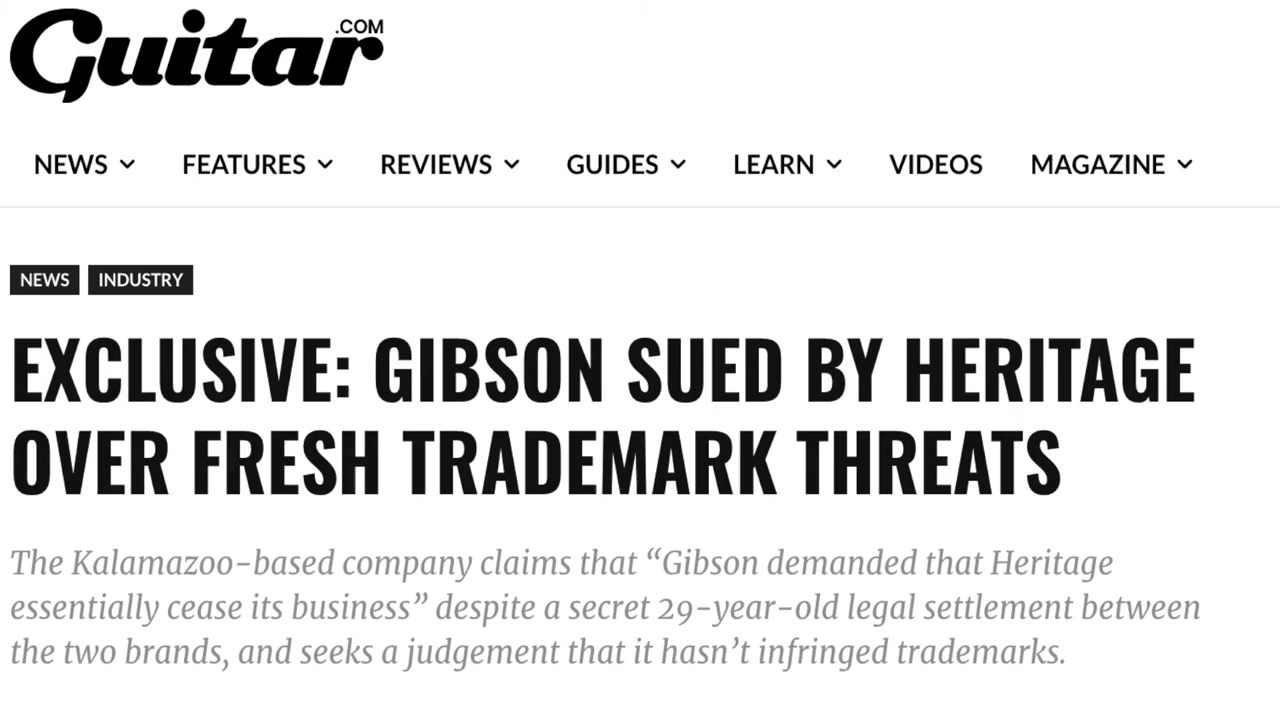 Guitar.COM
NEWS FEATURES REVIEWS GUIDES LEARN VIDEOS MAGAZINE
NEWS INDUSTRY
EXCLUSIVE: GIBSON SUED BY HERITAGE
OVER FRESH TRADEMARK THREATS
The Kalamazoo-based company claims that “Gibson demanded that Heritage
essentially cease its business” despite a secret 29-year-old legal settlement between
the two brands, and seeks a judgement that it hasn’t infringed trademarks.